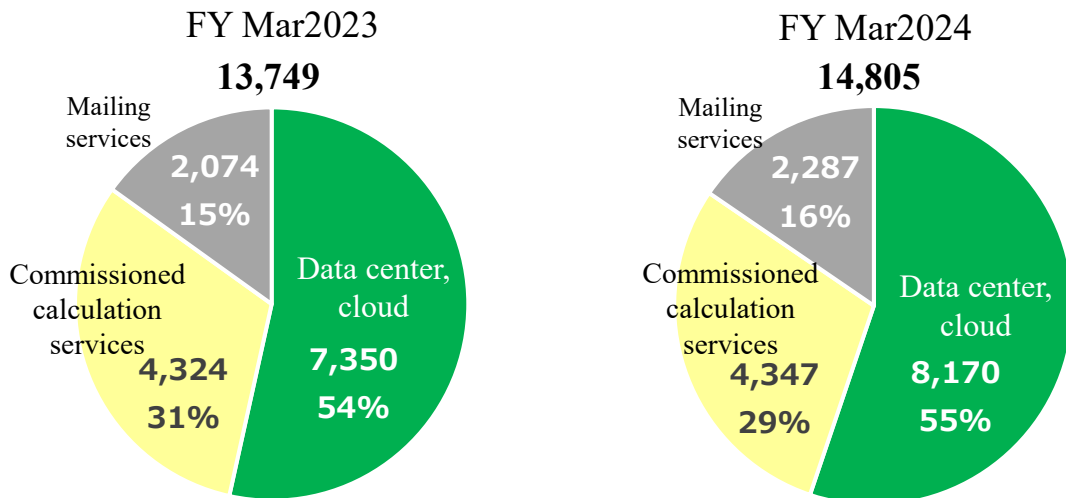 FY Mar2023
13,749
Mailing
services
2,074
15%
Commissioned
calculation
services
4,324
31%
Data center,
cloud
7,350
54%
FY Mar2024
14,805
Mailing
services
2,287
16%
Commissioned
calculation
services
4,347
29%
Data center,
cloud
8,170
55%